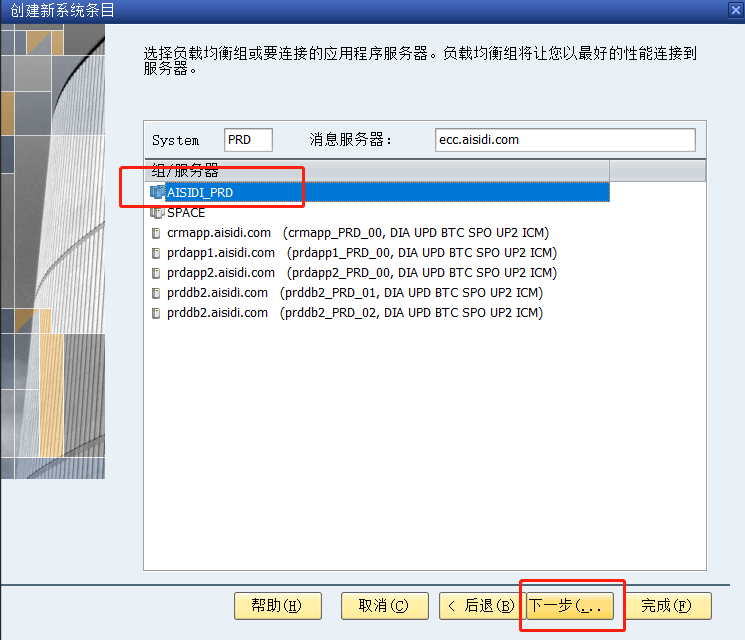 创建新系统条目
选择负载均衡组或要连接的应用程序服务器。负载均衡组将让您以最好的性能连接到
服务器。
System PRD 消息服务器： ecc.aisidi.com
组/服务器
AISIDI_PRD
SPACE
crmapp.aisidi.com (crmapp_PRD_00, DIA UPD BTC SPO UP2 ICM)
prdapp1.aisidi.com (prdapp1_PRD_00, DIA UPD BTC SPO UP2 ICM)
prdapp2.aisidi.com (prdapp2_PRD_00, DIA UPD BTC SPO UP2 ICM)
prddb2.aisidi.com (prddb2_PRD_01, DIA UPD BTC SPO UP2 ICM)
prddb2.aisidi.com (prddb2_PRD_02, DIA UPD BTC SPO UP2 ICM)
帮助(H) 取消(C) < 后退(B) 下一步(... 完成(F)